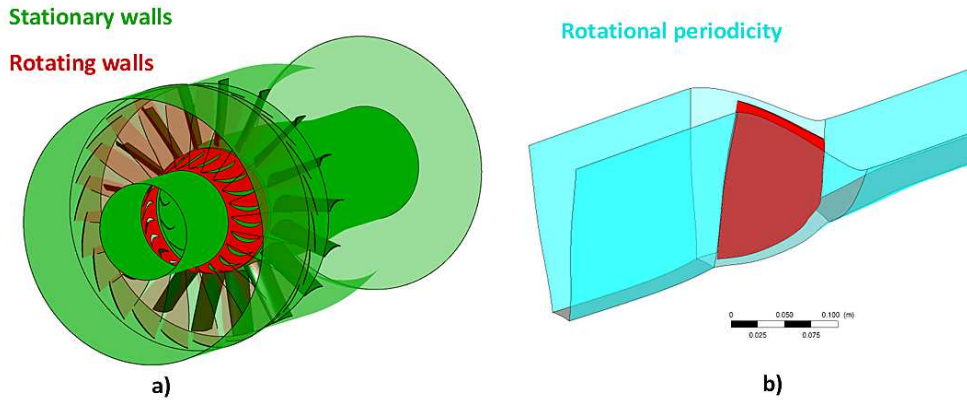 Stationary walls
Rotating walls
Rotational periodicity
0 0.050 0.100 (m)
0.025 0.075
a)
b)